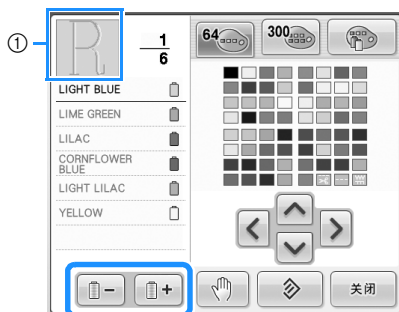 ①
R
1
6
64
300
LIGHT BLUE
LIME GREEN
LILAC
CORNFLOWER
BLUE
LIGHT LILAC
YELLOW
− +
关闭